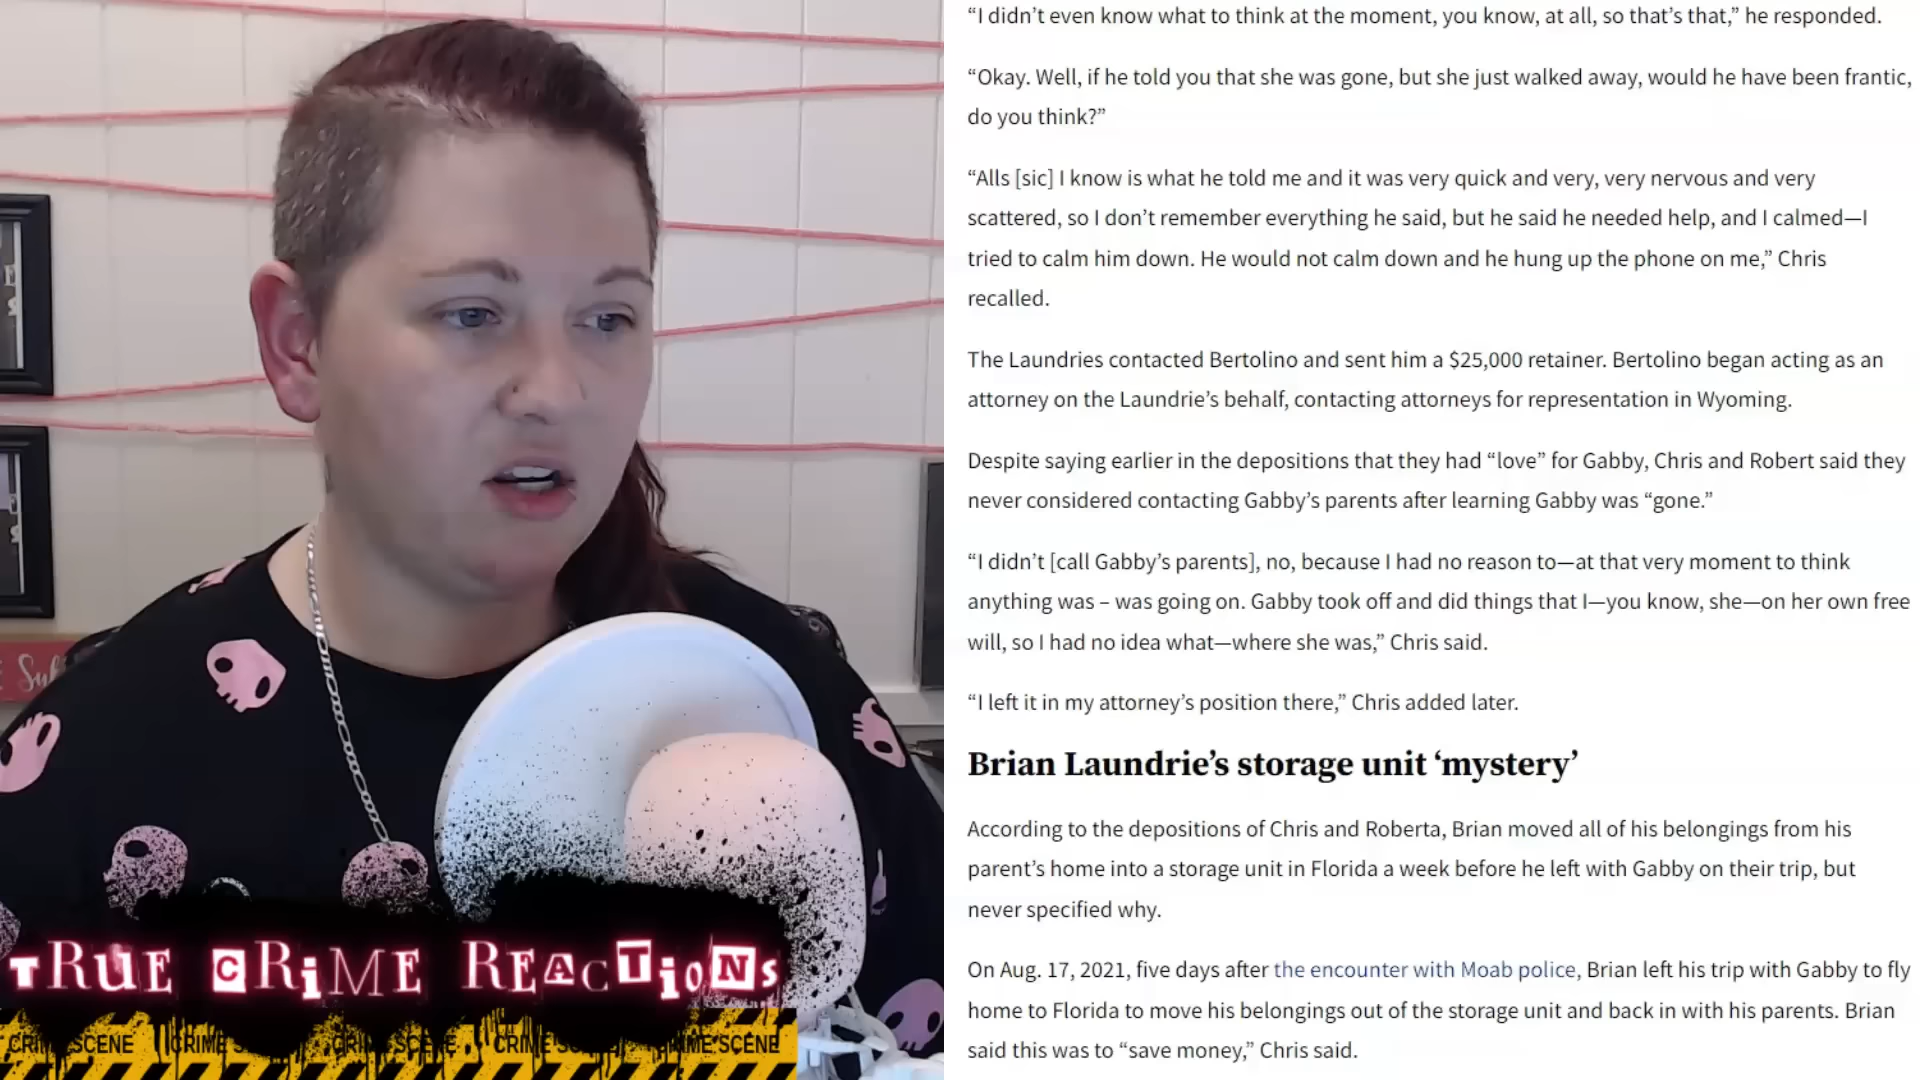 “I didn’t even know what to think at the moment, you know, at all, so that’s that,” he responded.
“Okay. Well, if he told you that she was gone, but she just walked away, would he have been frantic,
do you think?”
“Alls [sic] I know is what he told me and it was very quick and very, very nervous and very
scattered, so I don’t remember everything he said, but he said he needed help, and I calmed—I
tried to calm him down. He would not calm down and he hung up the phone on me,” Chris
recalled.
The Laundries contacted Bertolino and sent him a $25,000 retainer. Bertolino began acting as an
attorney on the Laundrie’s behalf, contacting attorneys for representation in Wyoming.
Despite saying earlier in the depositions that they had “love” for Gabby, Chris and Robert said they
never considered contacting Gabby’s parents after learning Gabby was “gone.”
“I didn’t [call Gabby’s parents], no, because I had no reason to—at that very moment to think
anything was – was going on. Gabby took off and did things that I—you know, she—on her own free
will, so I had no idea what—where she was,” Chris said.
“I left it in my attorney’s position there,” Chris added later.
Brian Laundrie’s storage unit ‘mystery’
According to the depositions of Chris and Roberta, Brian moved all of his belongings from his
parent’s home into a storage unit in Florida a week before he left with Gabby on their trip, but
never specified why.
On Aug. 17, 2021, five days after the encounter with Moab police, Brian left his trip with Gabby to fly
home to Florida to move his belongings out of the storage unit and back in with his parents. Brian
said this was to “save money,” Chris said.
TRUE CRiME REACTioNs
CRIME SCENE CRIME SCENE CRIME SCENE CRIME SCENE CRIME SCENE